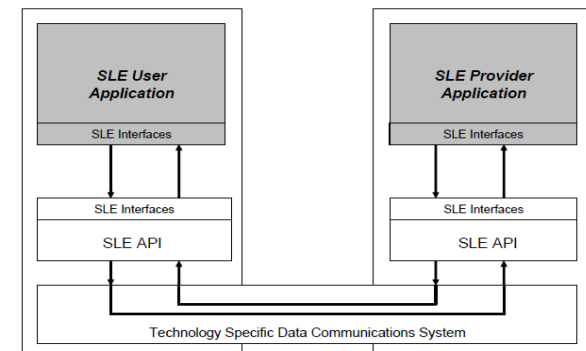 SLE User
Application
SLE Interfaces
SLE Interfaces
SLE API
SLE Provider
Application
SLE Interfaces
SLE Interfaces
SLE API
Technology Specific Data Communications System